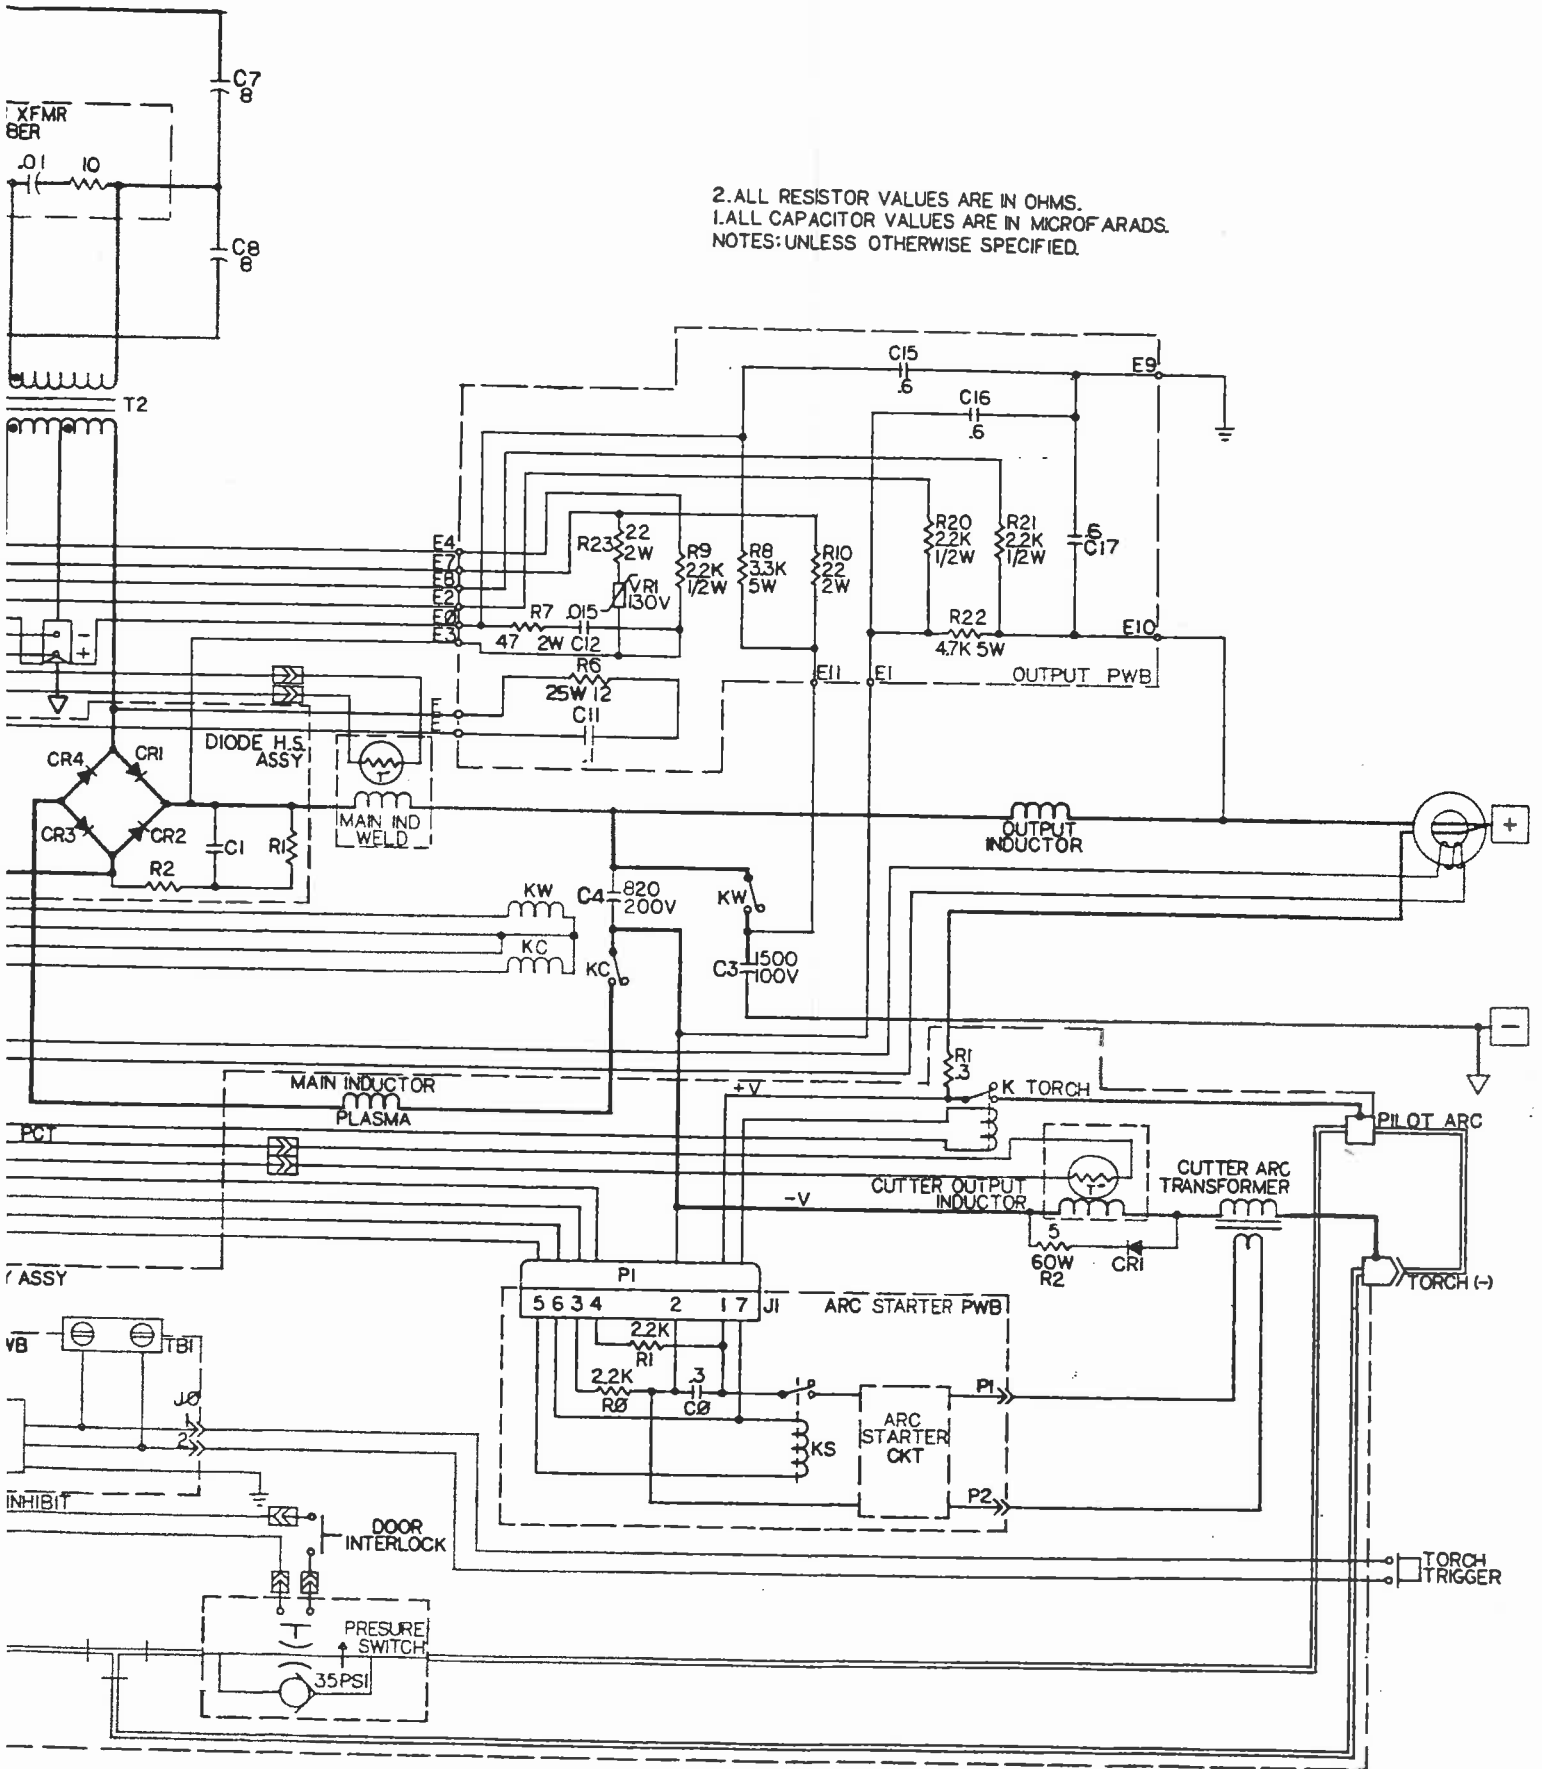 C7
8
XFMR
BER
.01
10
C8
8
2.ALL RESISTOR VALUES ARE IN OHMS.
1.ALL CAPACITOR VALUES ARE IN MICROFARADS.
NOTES: UNLESS OTHERWISE SPECIFIED.
T2
C15
.6
E9
C16
.6
E4
E7
E8
E2
E0
E3
R23
22
2W
VR1
130V
R9
2.2K
1/2W
R8
3.3K
5W
R10
22
2W
R20
2.2K
1/2W
R21
2.2K
1/2W
.6
C17
R7
47
2W
.015
C12
R22
4.7K 5W
E10
R6
25W 12
C11
.1
E11
E1
OUTPUT PWB
-
+
E
E
DIODE H.S.
ASSY
T
CR4
CR1
CR3
CR2
C1
R1
R2
MAIN IND
WELD
OUTPUT
INDUCTOR
+
KW
KC
C4
820
200V
KW
KC
C3
1500
100V
-
R1
.3
MAIN INDUCTOR
PLASMA
+V
K TORCH
PILOT ARC
PCT
T
CUTTER OUTPUT
INDUCTOR
CUTTER ARC
TRANSFORMER
-V
5
60W
R2
CR1
TORCH (-)
Y ASSY
P1
5 6 3 4 2 1 7
J1
ARC STARTER PWB
2.2K
R1
2.2K
R0
.3
C0
KS
ARC
STARTER
CKT
P1
P2
WB
TB1
J0
1
2
INHIBIT
DOOR
INTERLOCK
TORCH
TRIGGER
PRESURE
SWITCH
35PSI